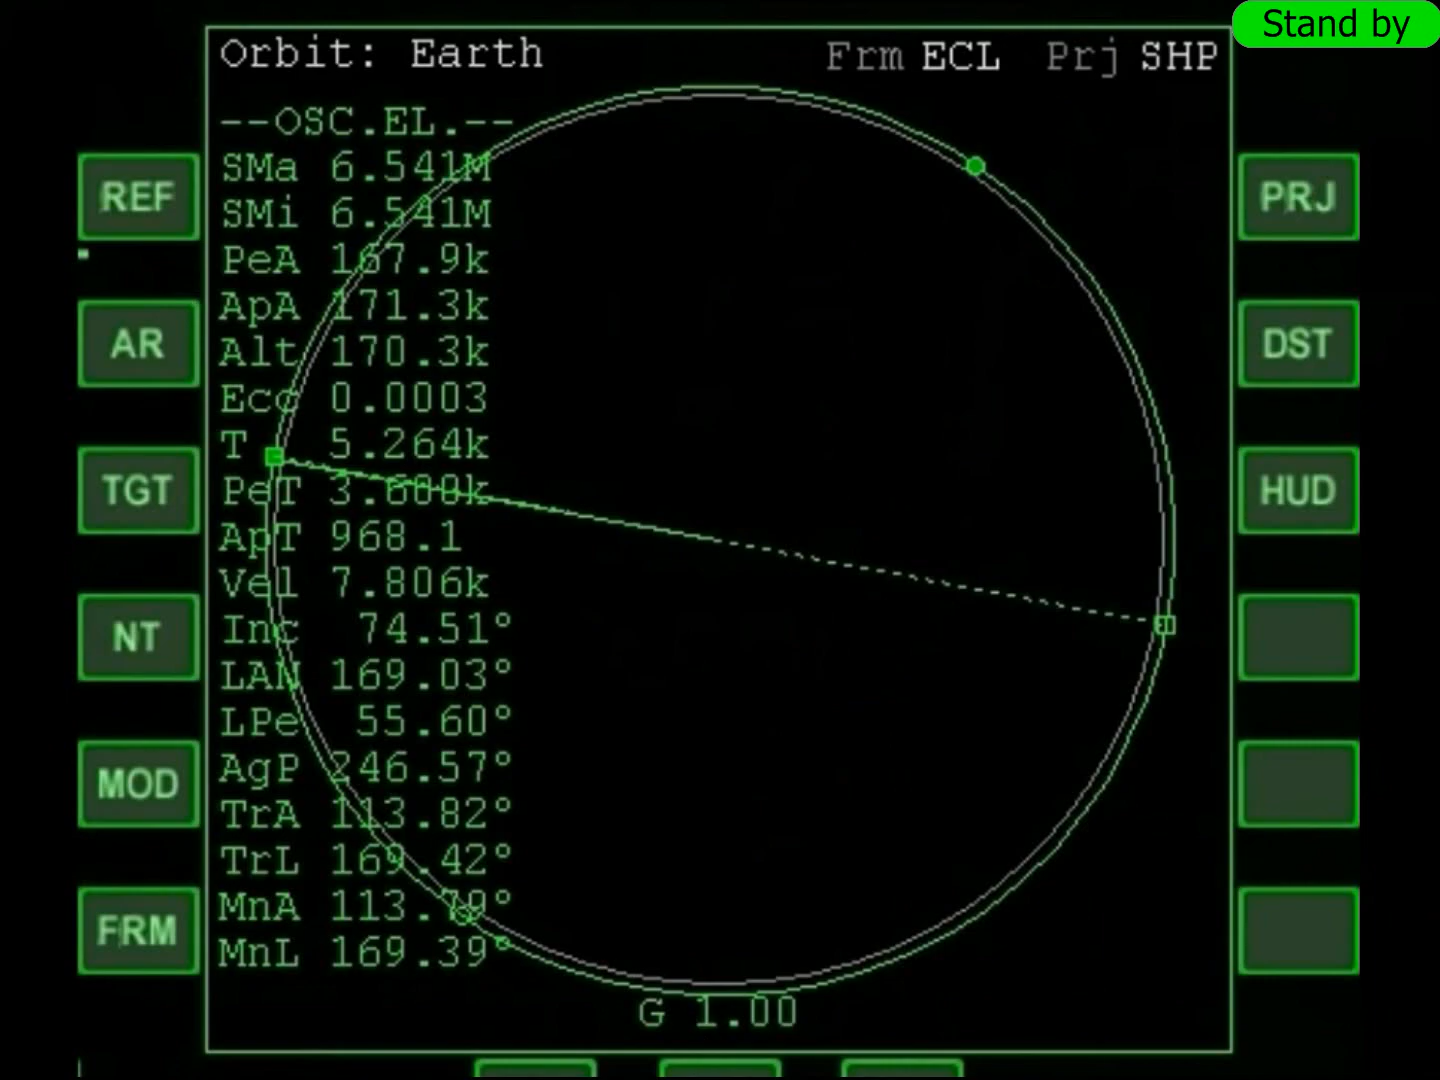 Stand by
Orbit: Earth Frm ECL Prj SHP
--OSC.EL.--
SMa 6.541M
SMi 6.541M
PeA 167.9k
ApA 171.3k
Alt 170.3k
Ecc 0.0003
T 5.264k
PeT 3.600k
ApT 968.1
Vel 7.806k
Inc 74.51°
LAN 169.03°
LPe 55.60°
AgP 246.57°
TrA 113.82°
TrL 169.42°
MnA 113.79°
MnL 169.39°
G 1.00
REF
AR
TGT
NT
MOD
FRM
PRJ
DST
HUD